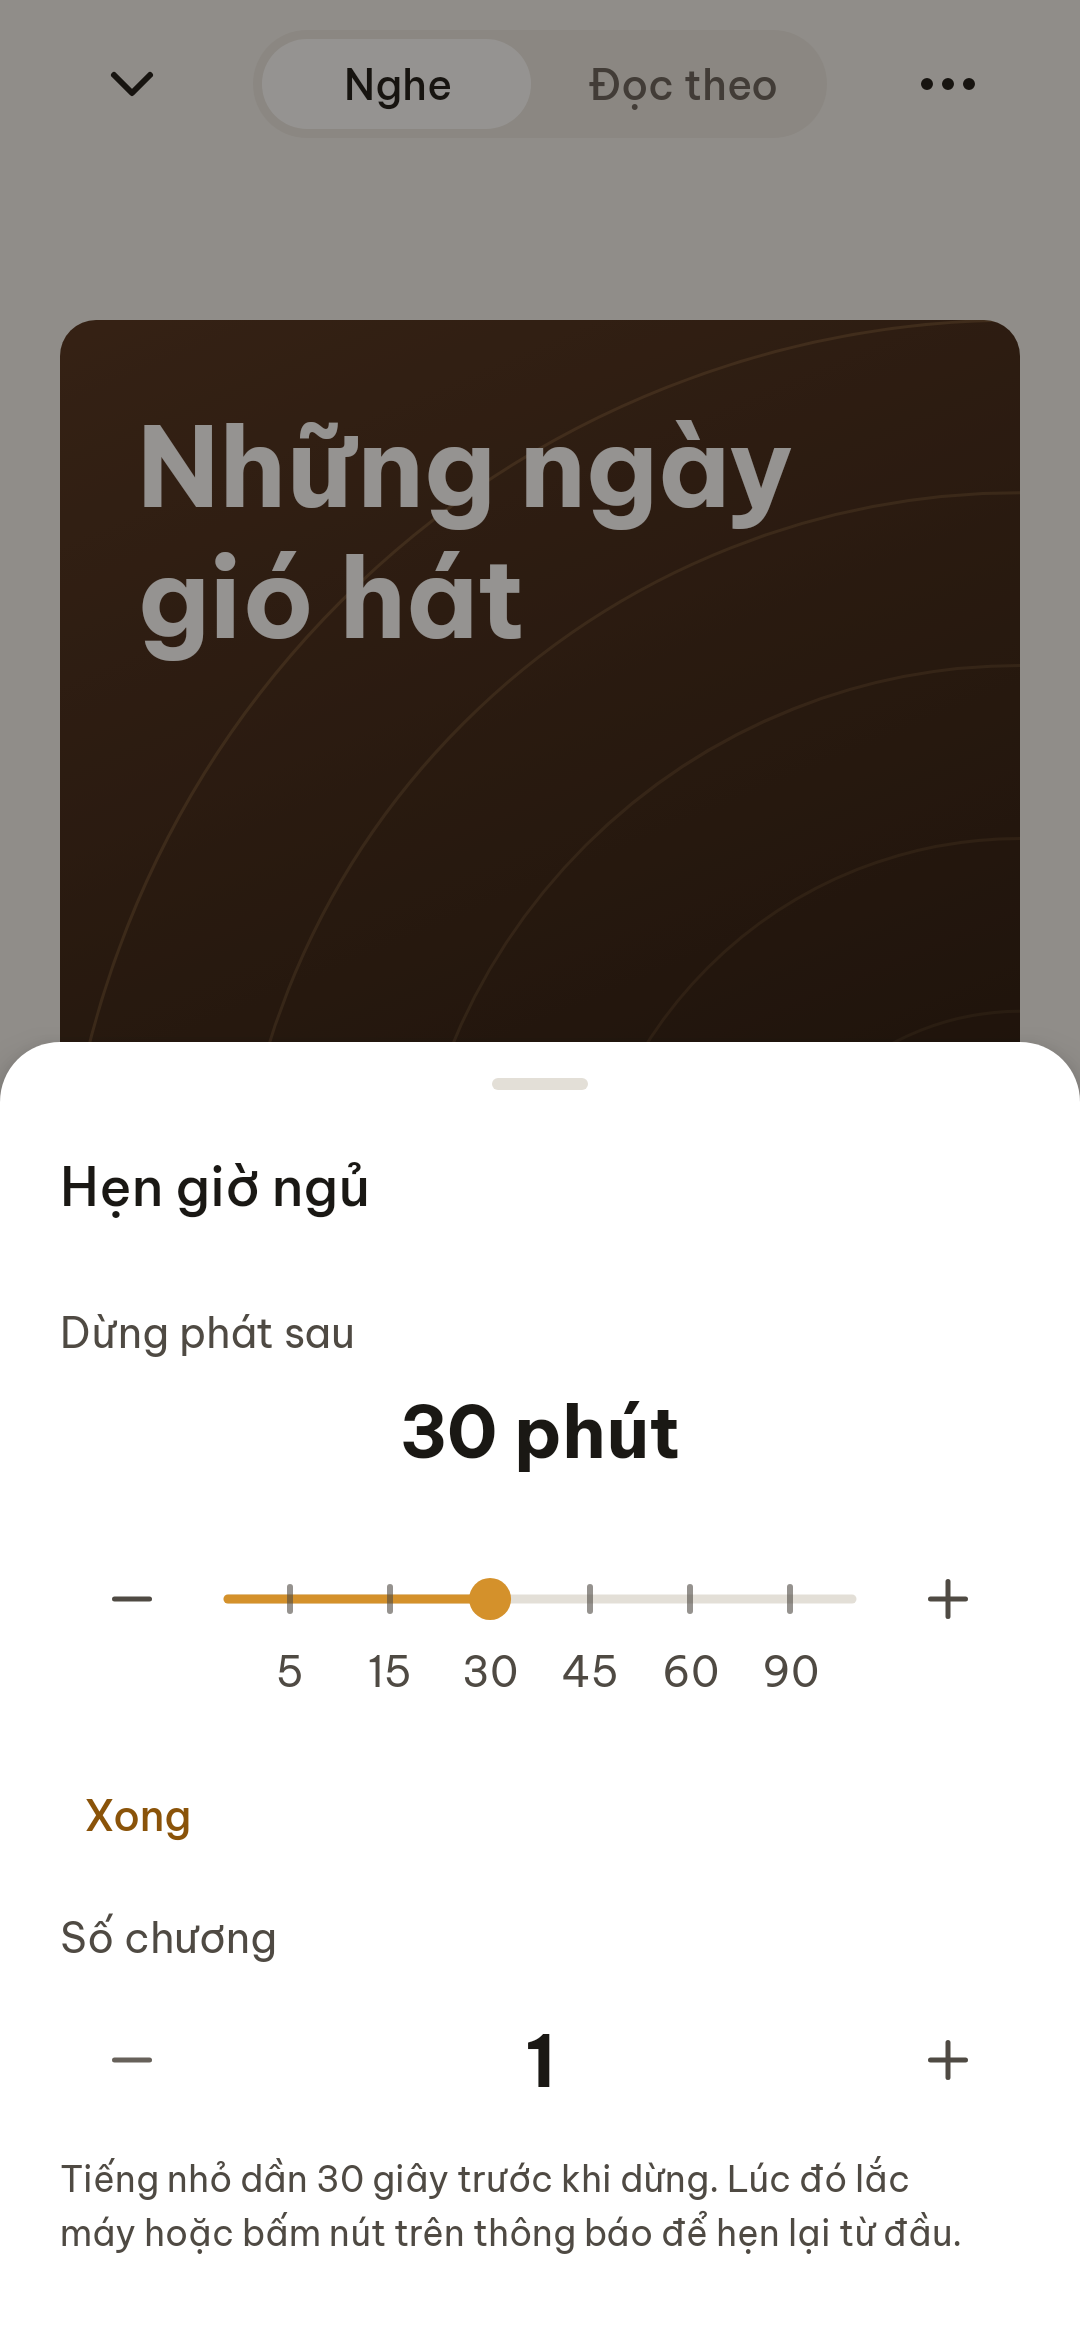 Nghe
Đọc theo
Những ngày
gió hát
Hẹn giờ ngủ
Dừng phát sau
30 phút
5 15 30 45 60 90
Xong
Số chương
1
Tiếng nhỏ dần 30 giây trước khi dừng. Lúc đó lắc
máy hoặc bấm nút trên thông báo để hẹn lại từ đầu.